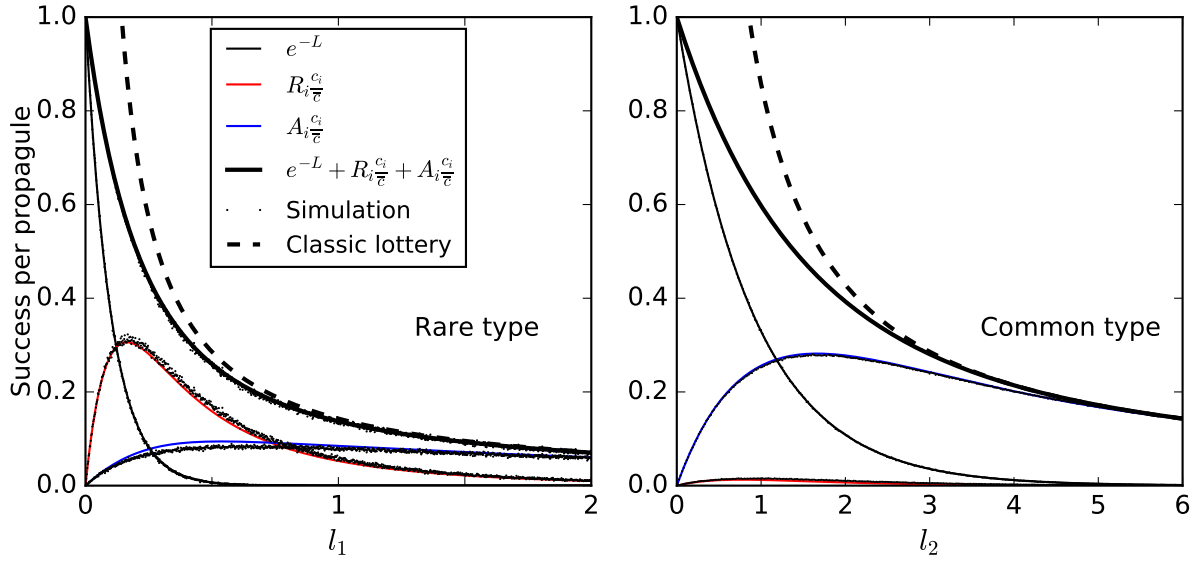 Success per propagule
1.0
0.8
0.6
0.4
0.2
0.0
0
1
2
l₁
e^{-L}
R_i c_i/c̄
A_i c_i/c̄
e^{-L} + R_i c_i/c̄ + A_i c_i/c̄
Simulation
Classic lottery
Rare type
1.0
0.8
0.6
0.4
0.2
0.0
0
1
2
3
4
5
6
l₂
Common type